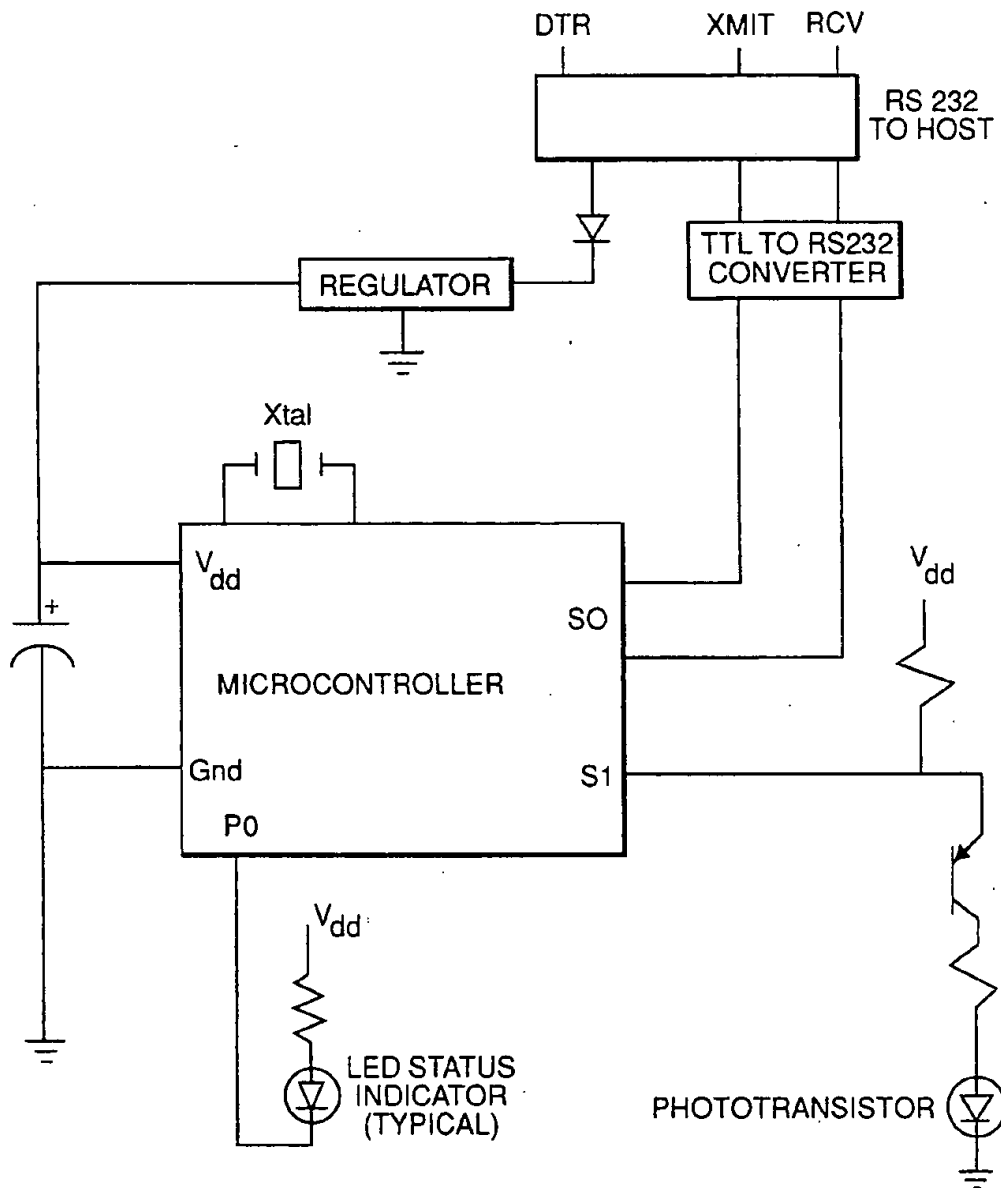 DTR XMIT RCV
RS 232
TO HOST
TTL TO RS232
CONVERTER
REGULATOR
Xtal
Vdd
Vdd
+
SO
MICROCONTROLLER
Gnd
S1
P0
Vdd
LED STATUS
INDICATOR
(TYPICAL)
PHOTOTRANSISTOR